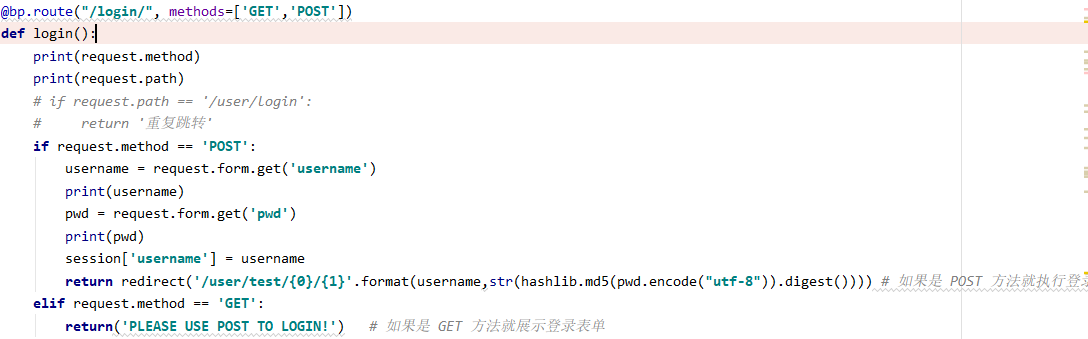 @bp.route("/login/", methods=['GET','POST'])
def login():
    print(request.method)
    print(request.path)
    # if request.path == '/user/login':
    #     return '重复跳转'
    if request.method == 'POST':
        username = request.form.get('username')
        print(username)
        pwd = request.form.get('pwd')
        print(pwd)
        session['username'] = username
        return redirect('/user/test/{0}/{1}'.format(username,str(hashlib.md5(pwd.encode("utf-8")).digest()))) # 如果是 POST 方法就执行登
    elif request.method == 'GET':
        return('PLEASE USE POST TO LOGIN!')   # 如果是 GET 方法就展示登录表单